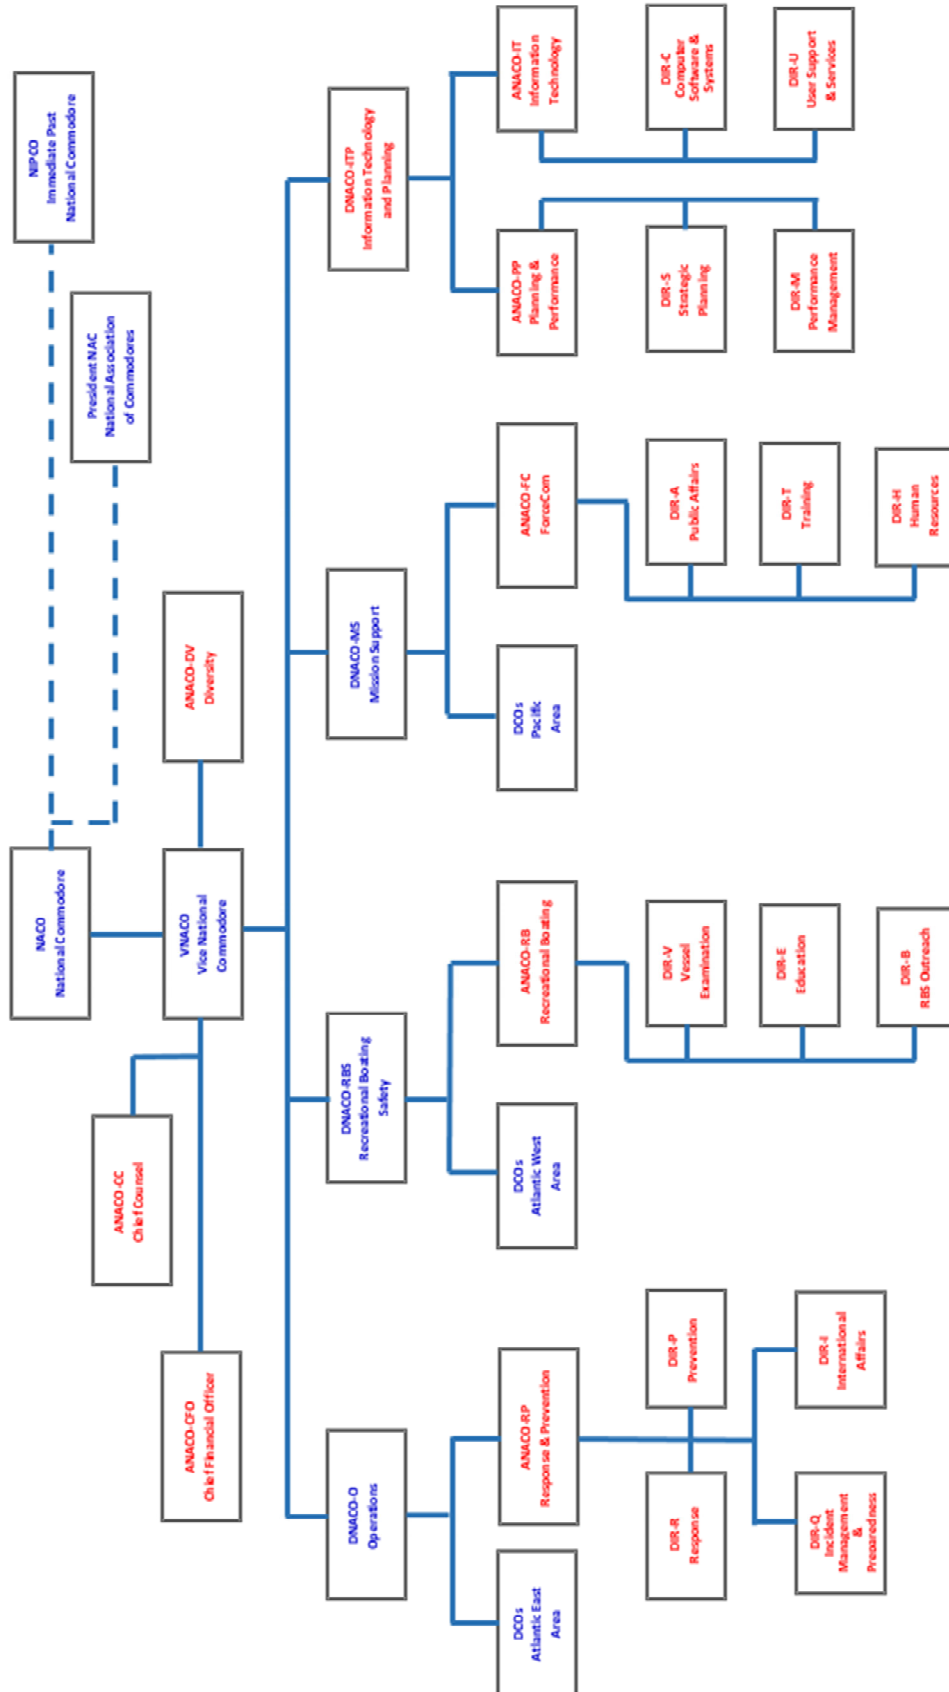 NACO
National Commodore
NIPCO
Immediate Past
National Commodore
President NAC
National Association
of Commodores
ANACO-CC
Chief Counsel
VNACO
Vice National
Commodore
ANACO-DV
Diversity
ANACO-CFO
Chief Financial Officer
DNACO-O
Operations
DNACO-RBS
Recreational Boating
Safety
DNACO-MS
Mission Support
DNACO-ITP
Information Technology
and Planning
DCOs
Atlantic East
Area
ANACO-RP
Response & Prevention
DCOs
Atlantic West
Area
ANACO-RB
Recreational Boating
DCOs
Pacific
Area
ANACO-FC
ForceCom
ANACO-PP
Planning &
Performance
ANACO-IT
Information
Technology
DIR-R
Response
DIR-P
Prevention
DIR-V
Vessel
Examination
DIR-A
Public Affairs
DIR-S
Strategic
Planning
DIR-C
Computer
Software &
Systems
DIR-E
Education
DIR-T
Training
DIR-M
Performance
Management
DIR-U
User Support
& Services
DIR-Q
Incident
Management
&
Preparedness
DIR-I
International
Affairs
DIR-B
RBS Outreach
DIR-H
Human
Resources